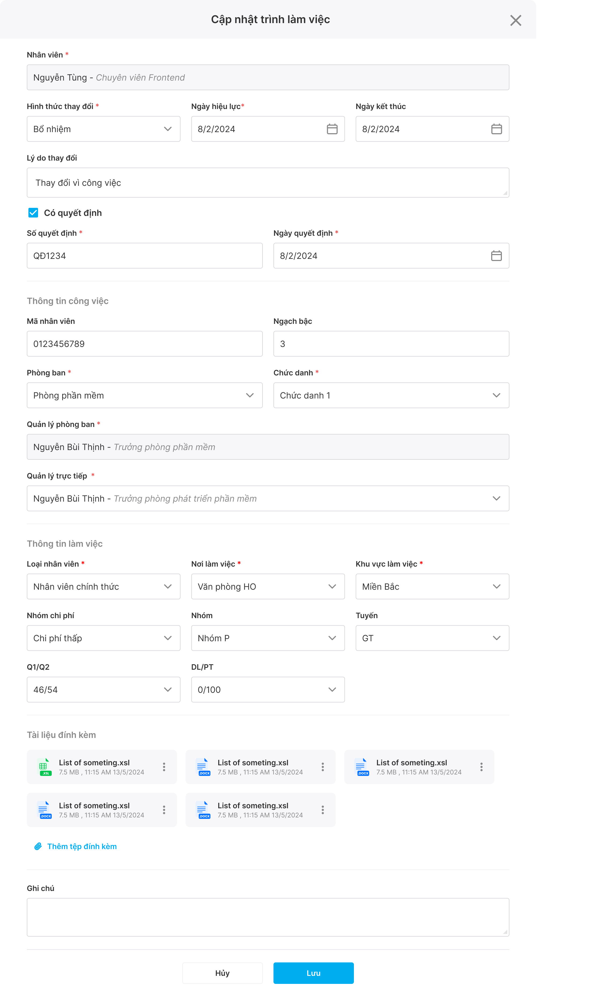 Cập nhật trình làm việc
Nhân viên *
Nguyễn Tùng - Chuyên viên Frontend
Hình thức thay đổi * Ngày hiệu lực* Ngày kết thúc
Bổ nhiệm 8/2/2024 8/2/2024
Lý do thay đổi
Thay đổi vì công việc
Có quyết định
Số quyết định * Ngày quyết định *
QĐ1234 8/2/2024
Thông tin công việc
Mã nhân viên Ngạch bậc
0123456789 3
Phòng ban * Chức danh *
Phòng phần mềm Chức danh 1
Quản lý phòng ban *
Nguyễn Bùi Thịnh - Trưởng phòng phần mềm
Quản lý trực tiếp *
Nguyễn Bùi Thịnh - Trưởng phòng phát triển phần mềm
Thông tin làm việc
Loại nhân viên * Nơi làm việc * Khu vực làm việc *
Nhân viên chính thức Văn phòng HO Miền Bắc
Nhóm chi phí Nhóm Tuyến
Chi phí thấp Nhóm P GT
Q1/Q2 DL/PT
46/54 0/100
Tài liệu đính kèm
List of someting.xsl List of someting.xsl List of someting.xsl
.XSL 7.5 MB , 11:15 AM 13/5/2024 .DOCX 7.5 MB , 11:15 AM 13/5/2024 .DOCX 7.5 MB , 11:15 AM 13/5/2024
List of someting.xsl List of someting.xsl
.DOCX 7.5 MB , 11:15 AM 13/5/2024 .DOCX 7.5 MB , 11:15 AM 13/5/2024
Thêm tệp đính kèm
Ghi chú
Hủy Lưu